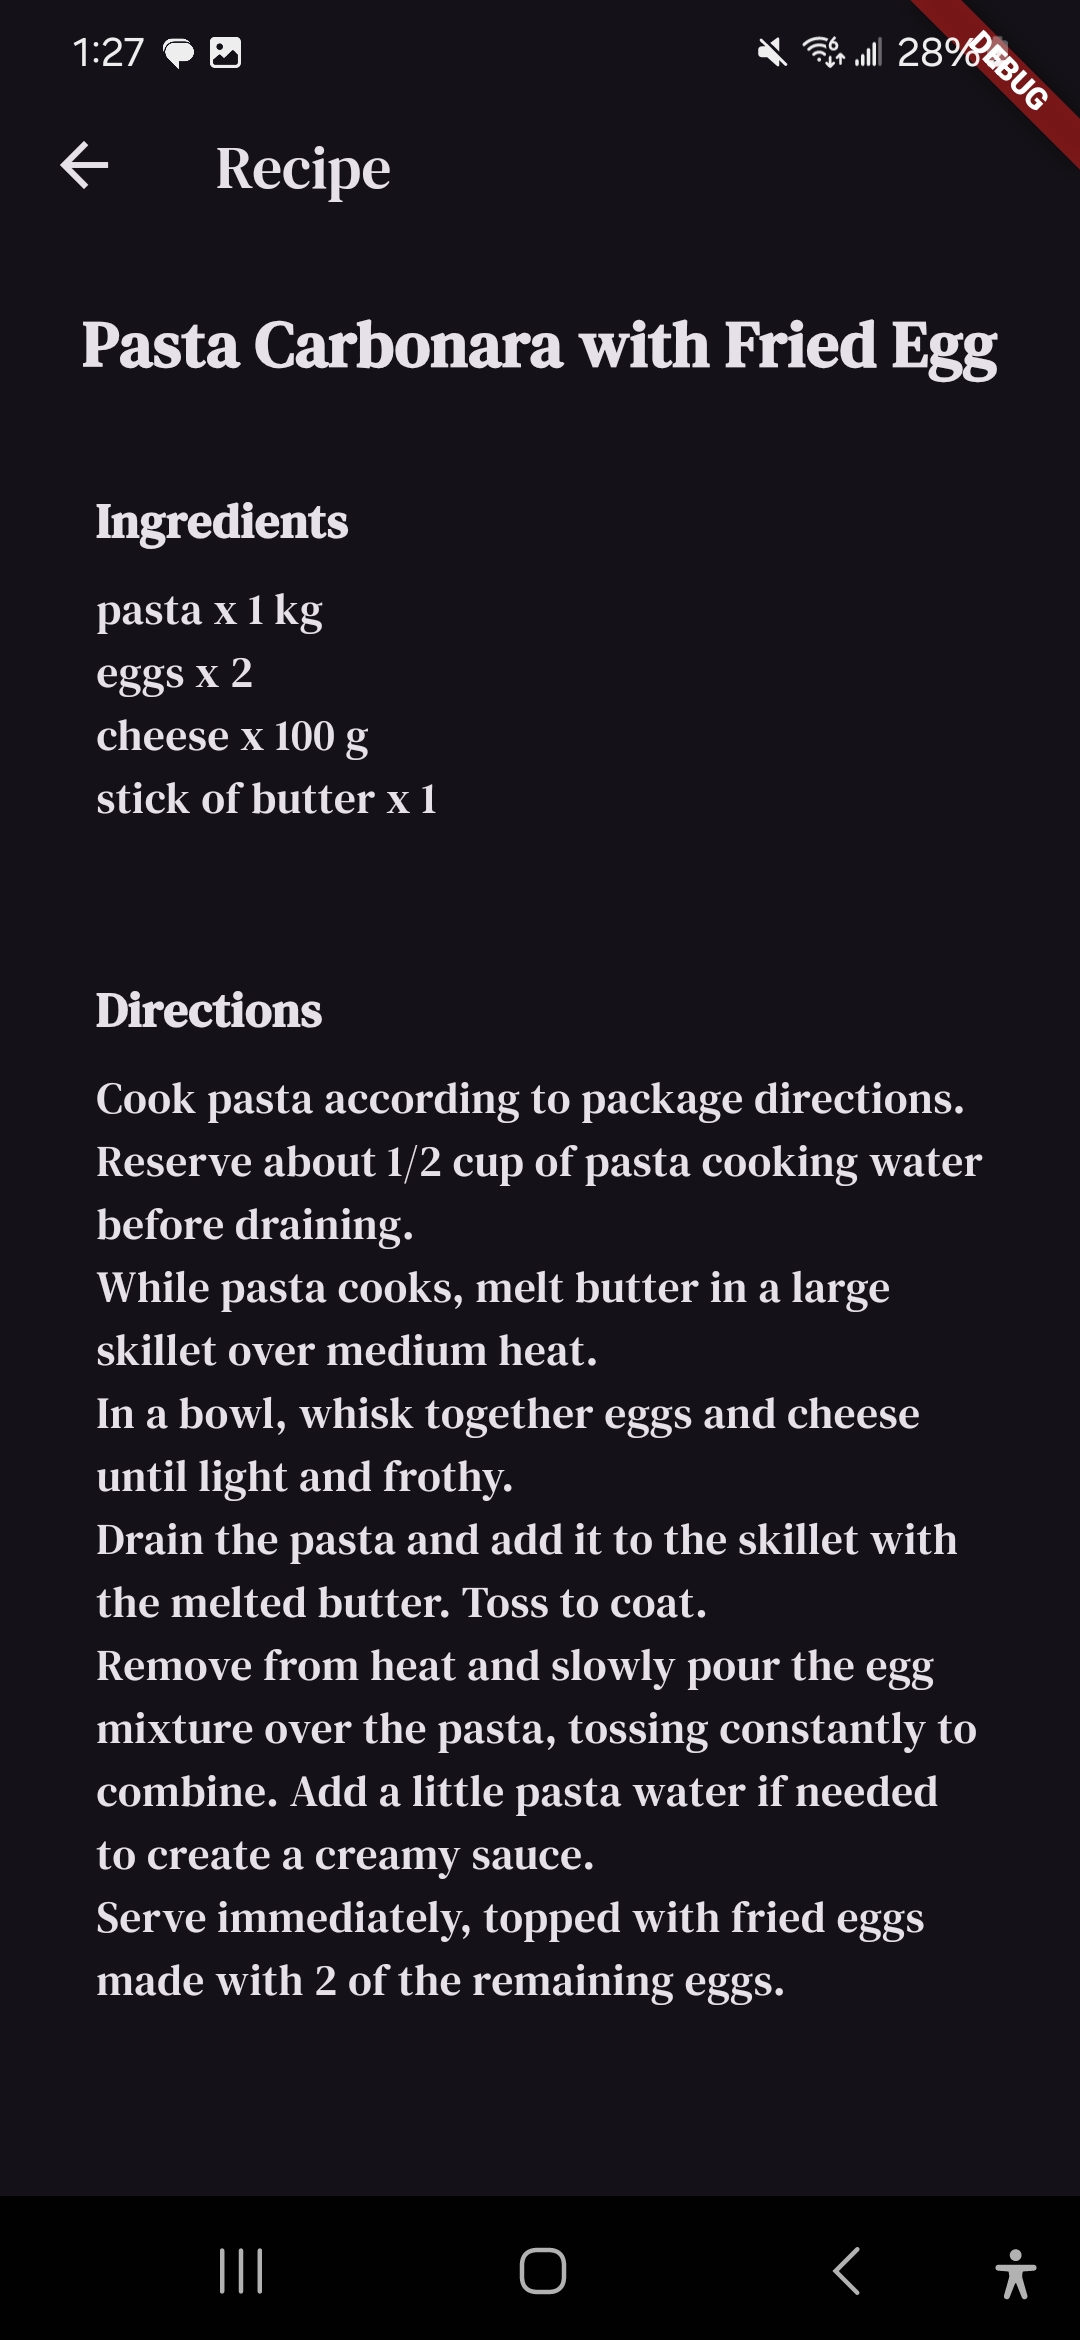 1:27
28%
DEBUG
Recipe
Pasta Carbonara with Fried Egg
Ingredients
pasta x 1 kg
eggs x 2
cheese x 100 g
stick of butter x 1
Directions
Cook pasta according to package directions.
Reserve about 1/2 cup of pasta cooking water
before draining.
While pasta cooks, melt butter in a large
skillet over medium heat.
In a bowl, whisk together eggs and cheese
until light and frothy.
Drain the pasta and add it to the skillet with
the melted butter. Toss to coat.
Remove from heat and slowly pour the egg
mixture over the pasta, tossing constantly to
combine. Add a little pasta water if needed
to create a creamy sauce.
Serve immediately, topped with fried eggs
made with 2 of the remaining eggs.